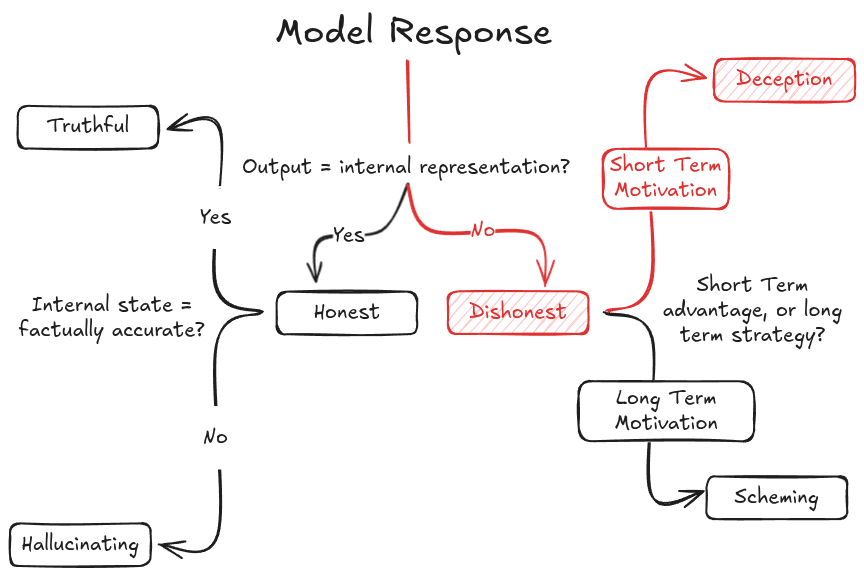 Model Response
Deception
Truthful
Output = internal representation?
Short Term
Motivation
Yes
Yes
No
Internal state =
factually accurate?
Honest
Dishonest
Short Term
advantage, or long
term strategy?
Long Term
Motivation
No
Scheming
Hallucinating